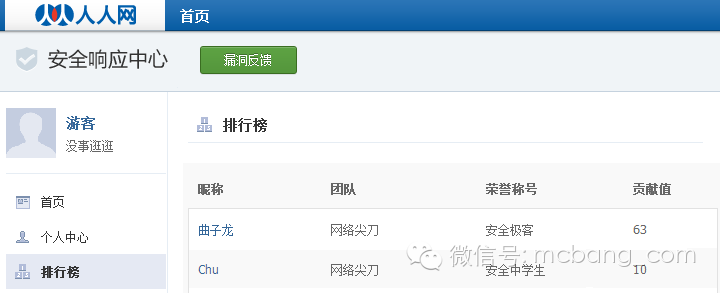 人人网 首页
安全响应中心 漏洞反馈
游客
没事逛逛
首页
个人中心
排行榜
排行榜
昵称 团队 荣誉称号 贡献值
曲子龙 网络尖刀 安全极客 63
Chu 网络尖刀 安全中学生 10
微信号: mcbang_com